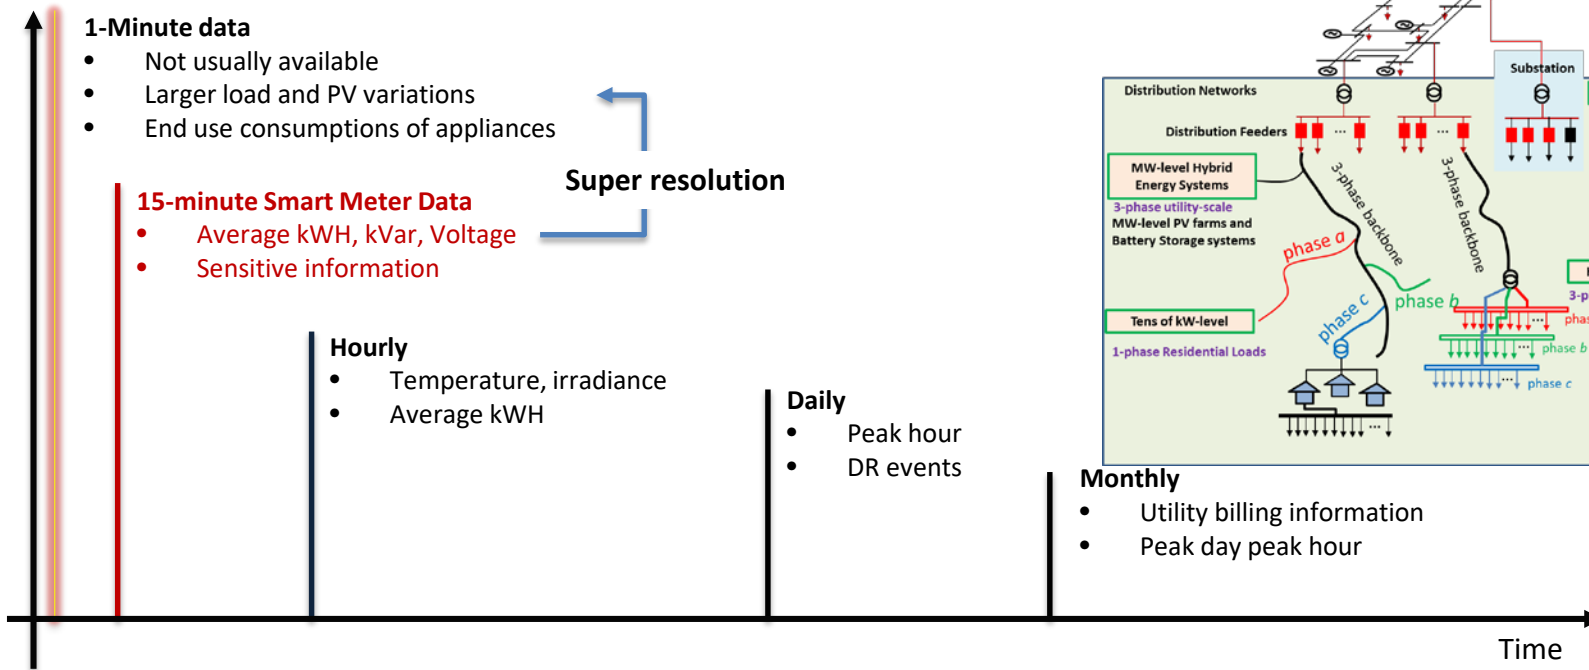 1-Minute data
• Not usually available
• Larger load and PV variations
• End use consumptions of appliances
Super resolution
15-minute Smart Meter Data
• Average kWH, kVar, Voltage
• Sensitive information
Hourly
• Temperature, irradiance
• Average kWH
Daily
• Peak hour
• DR events
Monthly
• Utility billing information
• Peak day peak hour
Time
Substation
Distribution Networks
Distribution Feeders
...
...
MW-level Hybrid
Energy Systems
3-phase utility-scale
MW-level PV farms and
Battery Storage systems
3-phase backbone
3-phase backbone
phase a
phase b
phase c
Tens of kW-level
1-phase Residential Loads
...
3-p
...
phas
...
phase b
...
phase c